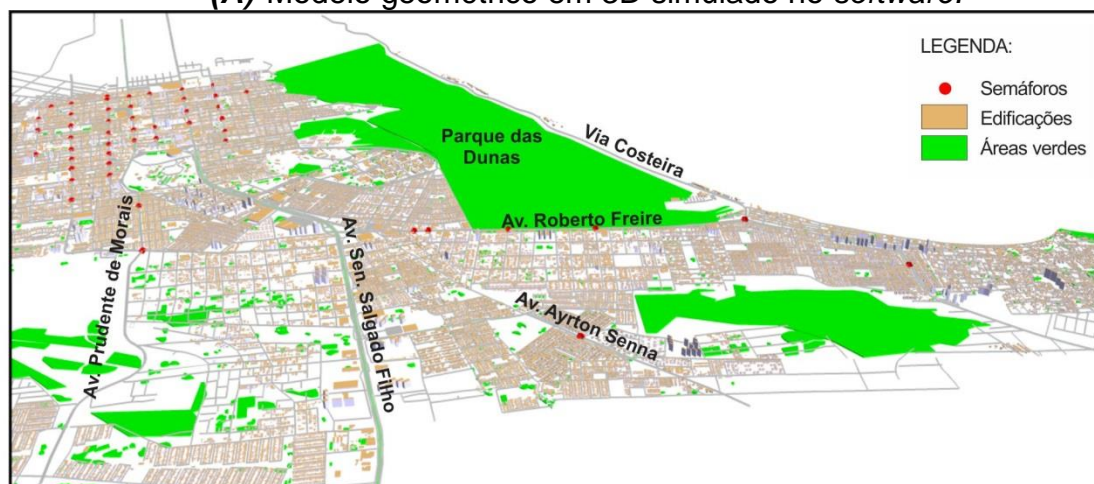 (A) Modelo geométrico em 3D simulado no software.
LEGENDA:
Semáforos
Edificações
Áreas verdes
Parque das
Dunas
Via Costeira
Av. Roberto Freire
Av. Prudente de Morais
Av. Sen. Salgado Filho
Av. Ayrton Senna